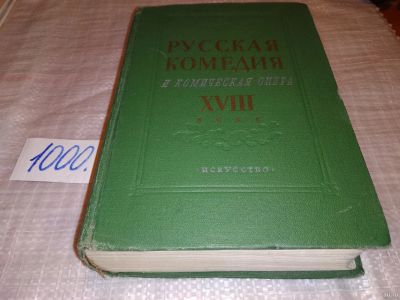 РУССКАЯ
КОМЕДИЯ
И КОМИЧЕСКАЯ ОПЕРА
XVIII
ВЕКА
·ИСКУССТВО·
1000.